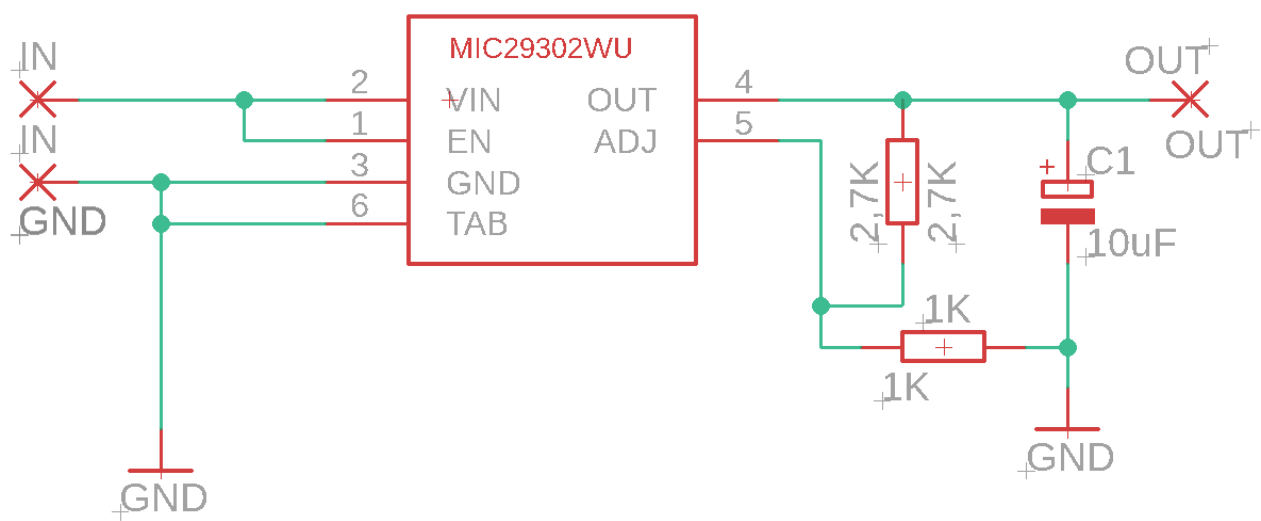 IN
IN
GND
GND
MIC29302WU
2
VIN
1
EN
3
GND
6
TAB
OUT
4
ADJ
5
2,7K
2,7K
1K
1K
OUT
OUT
+
C1
10uF
GND